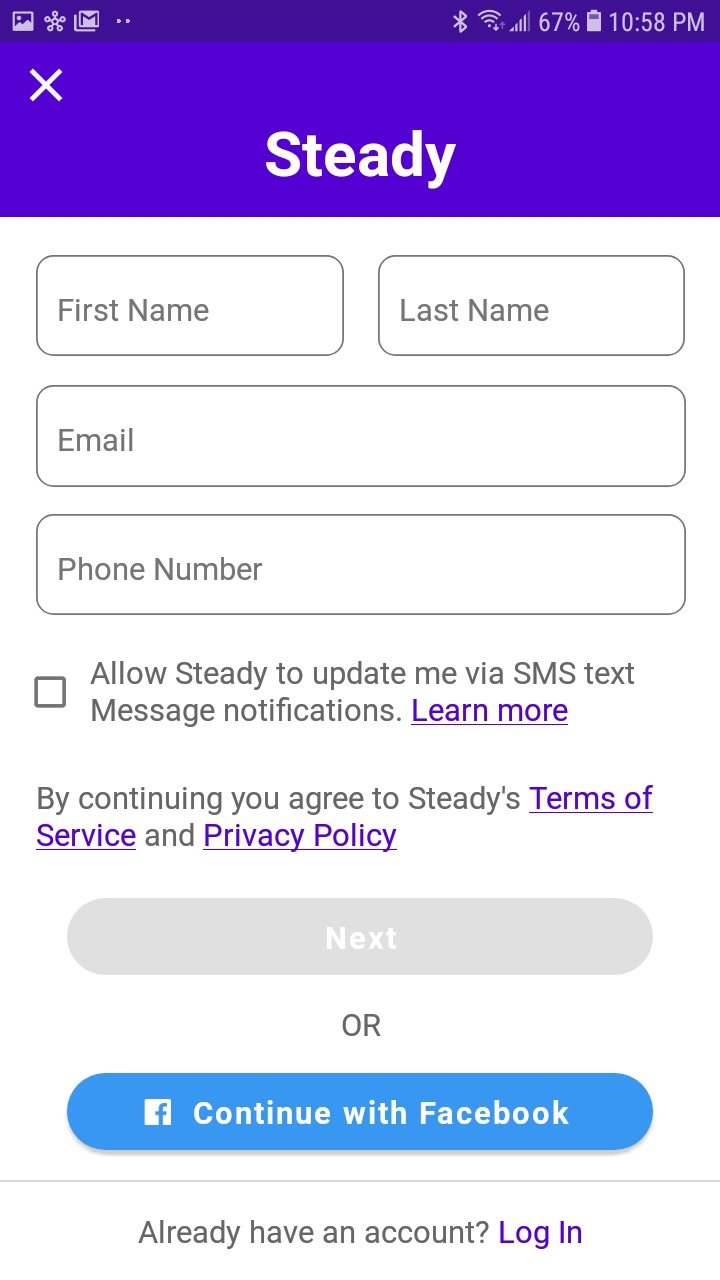 67% 10:58 PM
Steady
First Name
Last Name
Email
Phone Number
Allow Steady to update me via SMS text
Message notifications. Learn more
By continuing you agree to Steady's Terms of
Service and Privacy Policy
Next
OR
Continue with Facebook
Already have an account? Log In